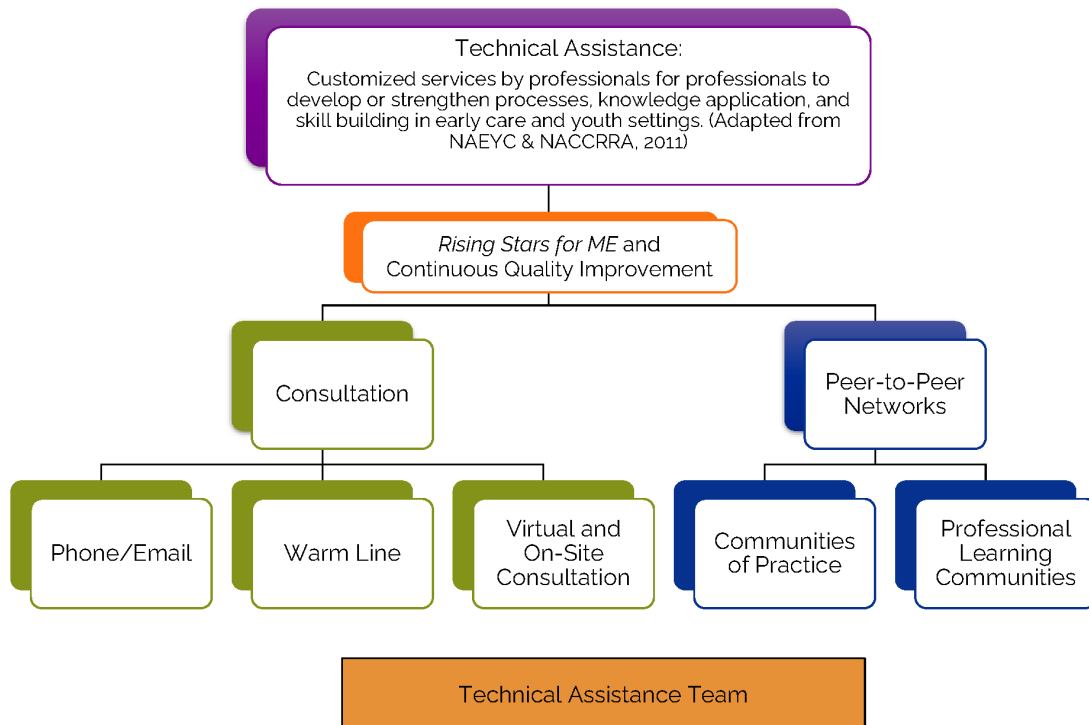 Technical Assistance:
Customized services by professionals for professionals to
develop or strengthen processes, knowledge application, and
skill building in early care and youth settings. (Adapted from
NAEYC & NACCRRA, 2011)
Rising Stars for ME and
Continuous Quality Improvement
Consultation
Peer-to-Peer
Networks
Phone/Email
Warm Line
Virtual and
On-Site
Consultation
Communities
of Practice
Professional
Learning
Communities
Technical Assistance Team